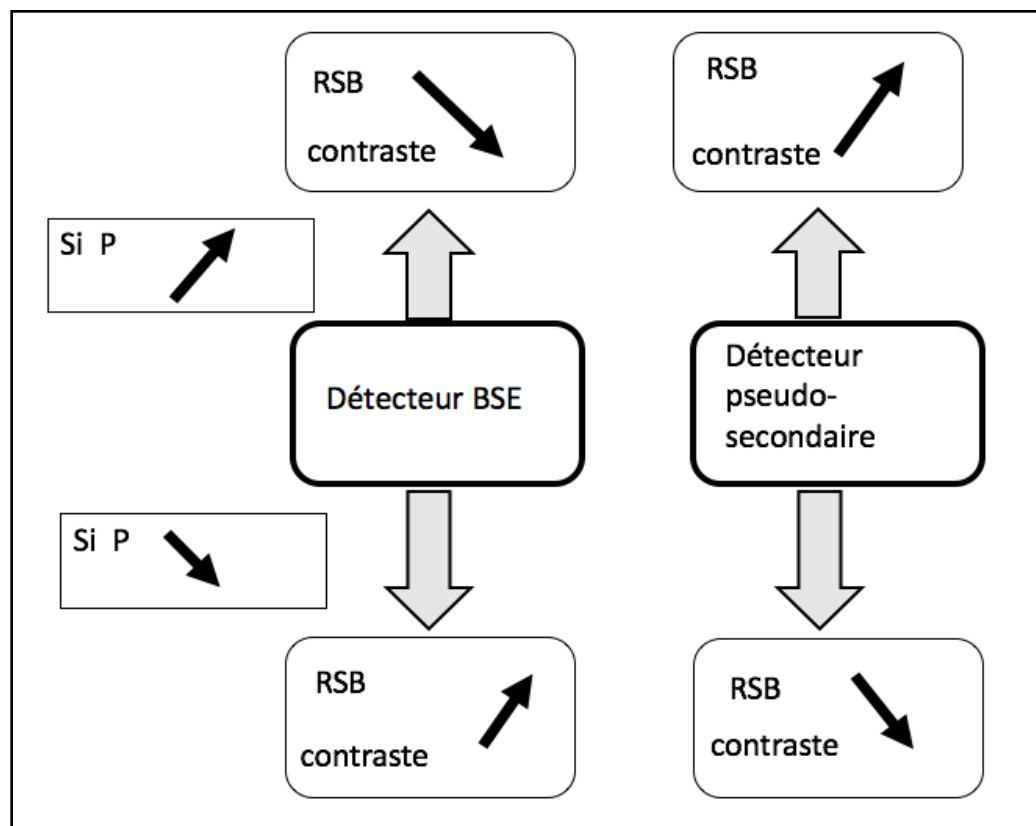 RSB
contraste
RSB
contraste
Si P
Détecteur BSE
Détecteur
pseudo-
secondaire
Si P
RSB
contraste
RSB
contraste